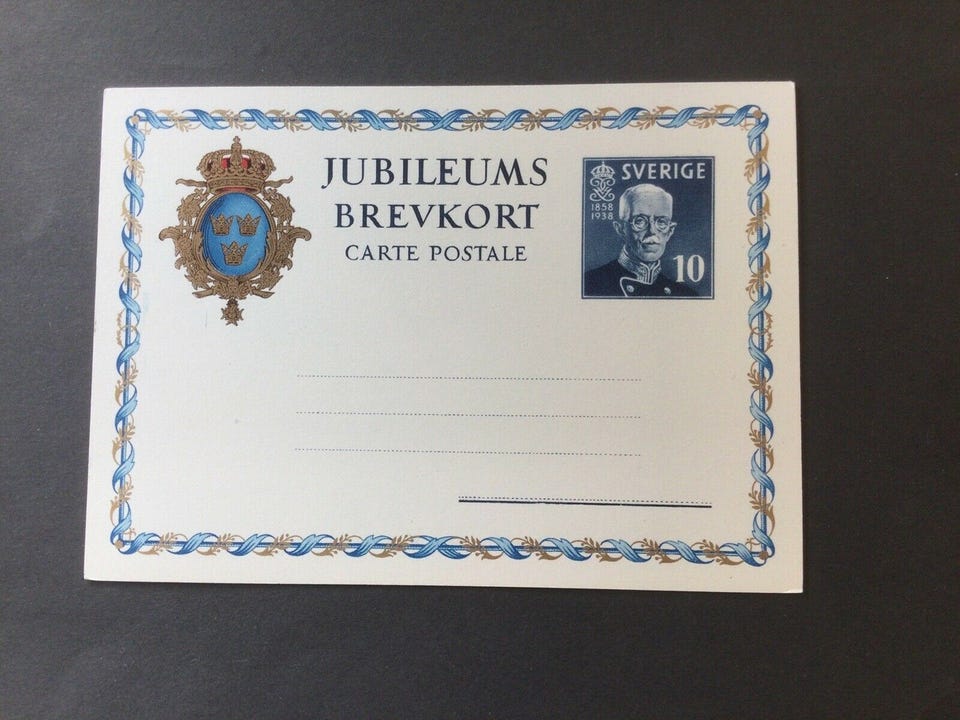 JUBILEUMS
BREVKORT
CARTE POSTALE
SVERIGE
1858
1938
10